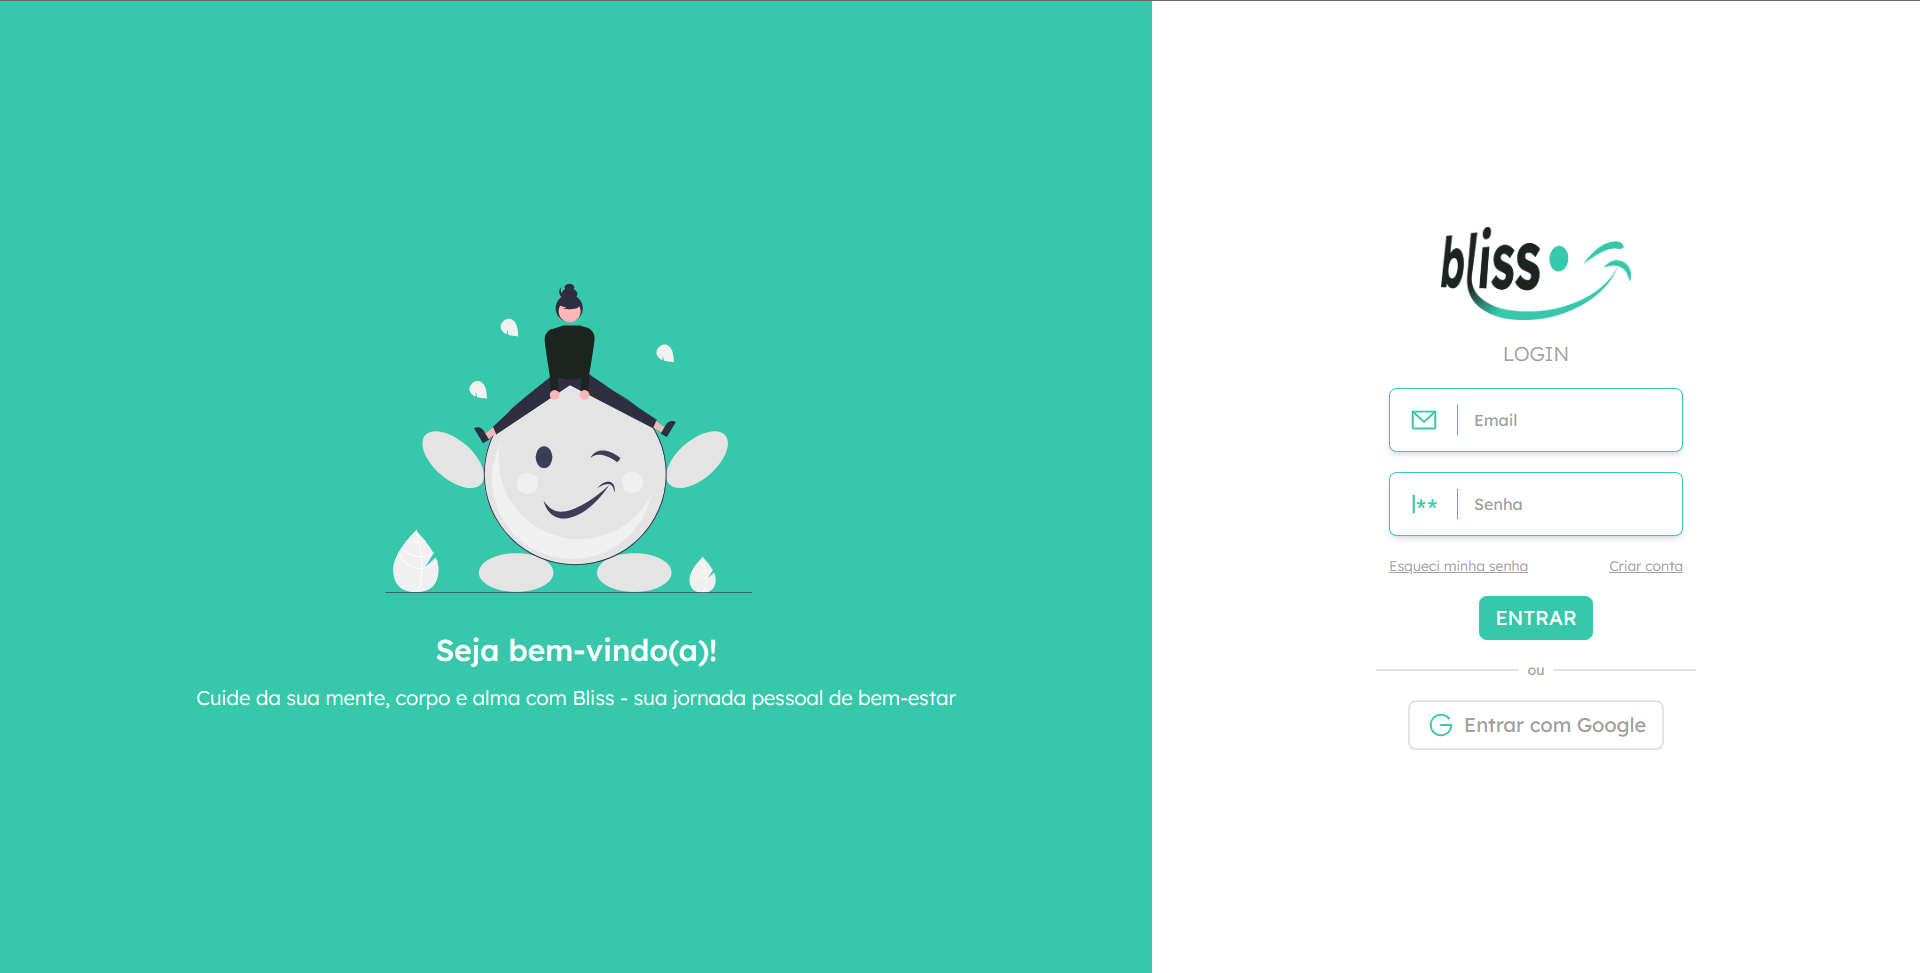 Seja bem-vindo(a)!
Cuide da sua mente, corpo e alma com Bliss - sua jornada pessoal de bem-estar
bliss
LOGIN
Email
|** Senha
Esqueci minha senha Criar conta
ENTRAR
ou
G Entrar com Google